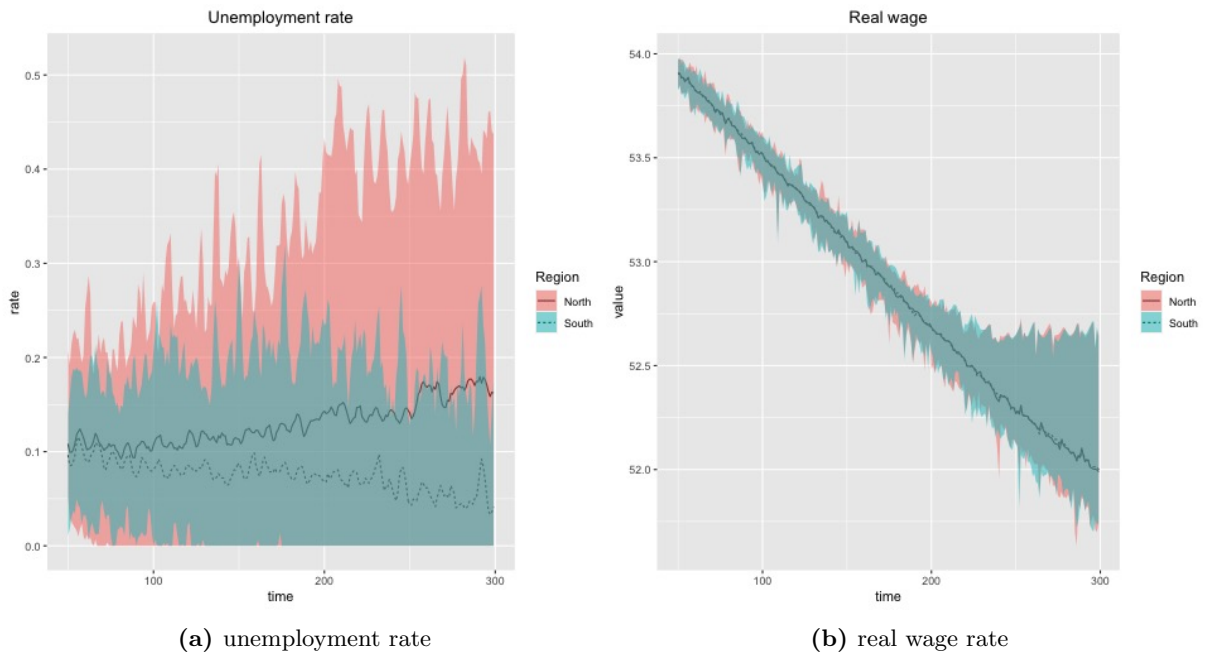 Unemployment rate
0.5
0.4
0.3
0.2
0.1
0.0
rate
100
200
300
time
Region
North
South
(a) unemployment rate
Real wage
54.0
53.5
53.0
52.5
52.0
value
100
200
300
time
Region
North
South
(b) real wage rate